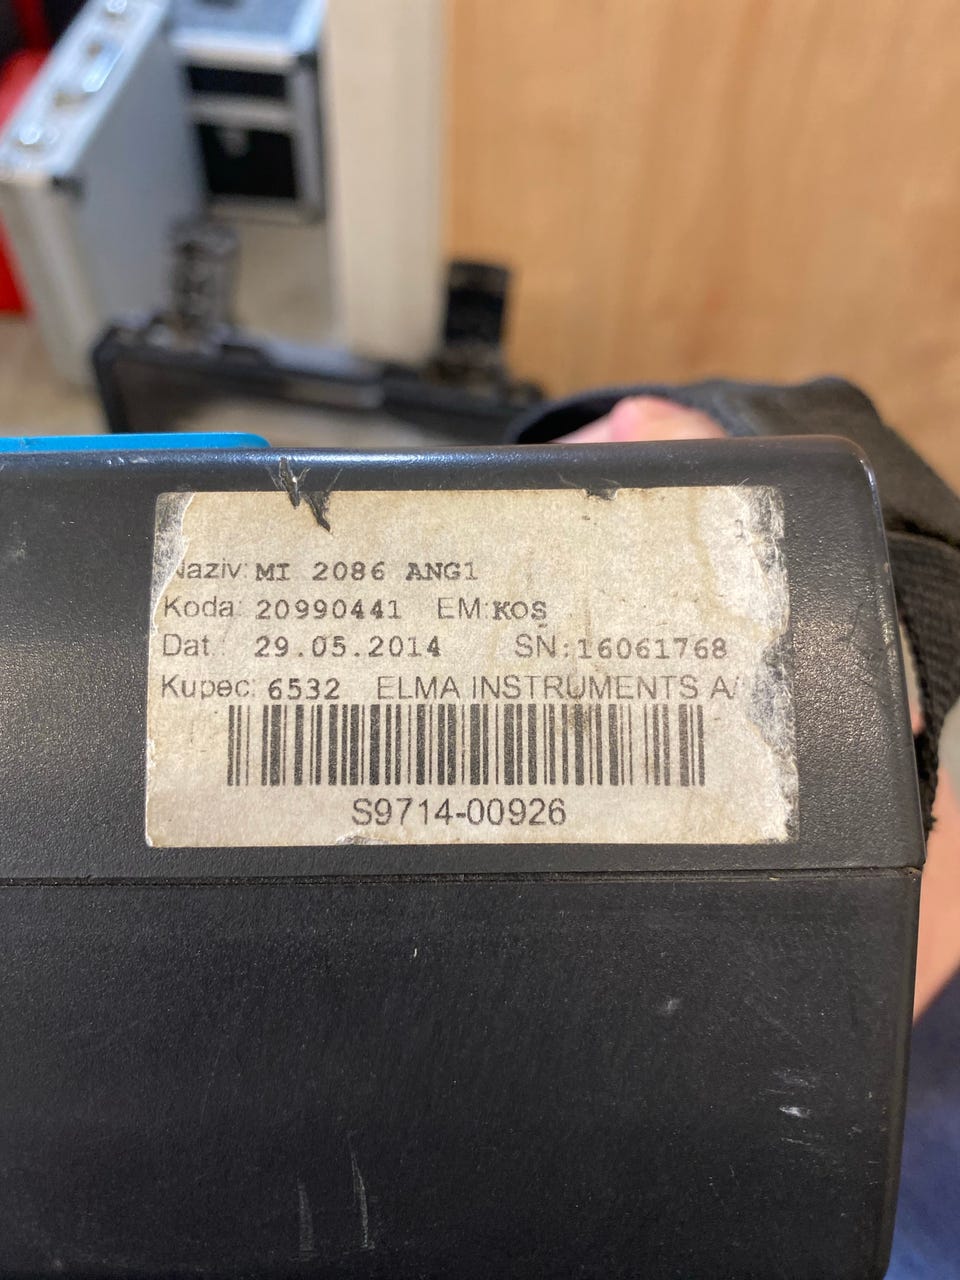 Naziv: MI 2086 ANG1
Koda: 20990441 EM:KOS
Dat.: 29.05.2014 SN:16061768
Kupec: 6532 ELMA INSTRUMENTS A/
S9714-00926